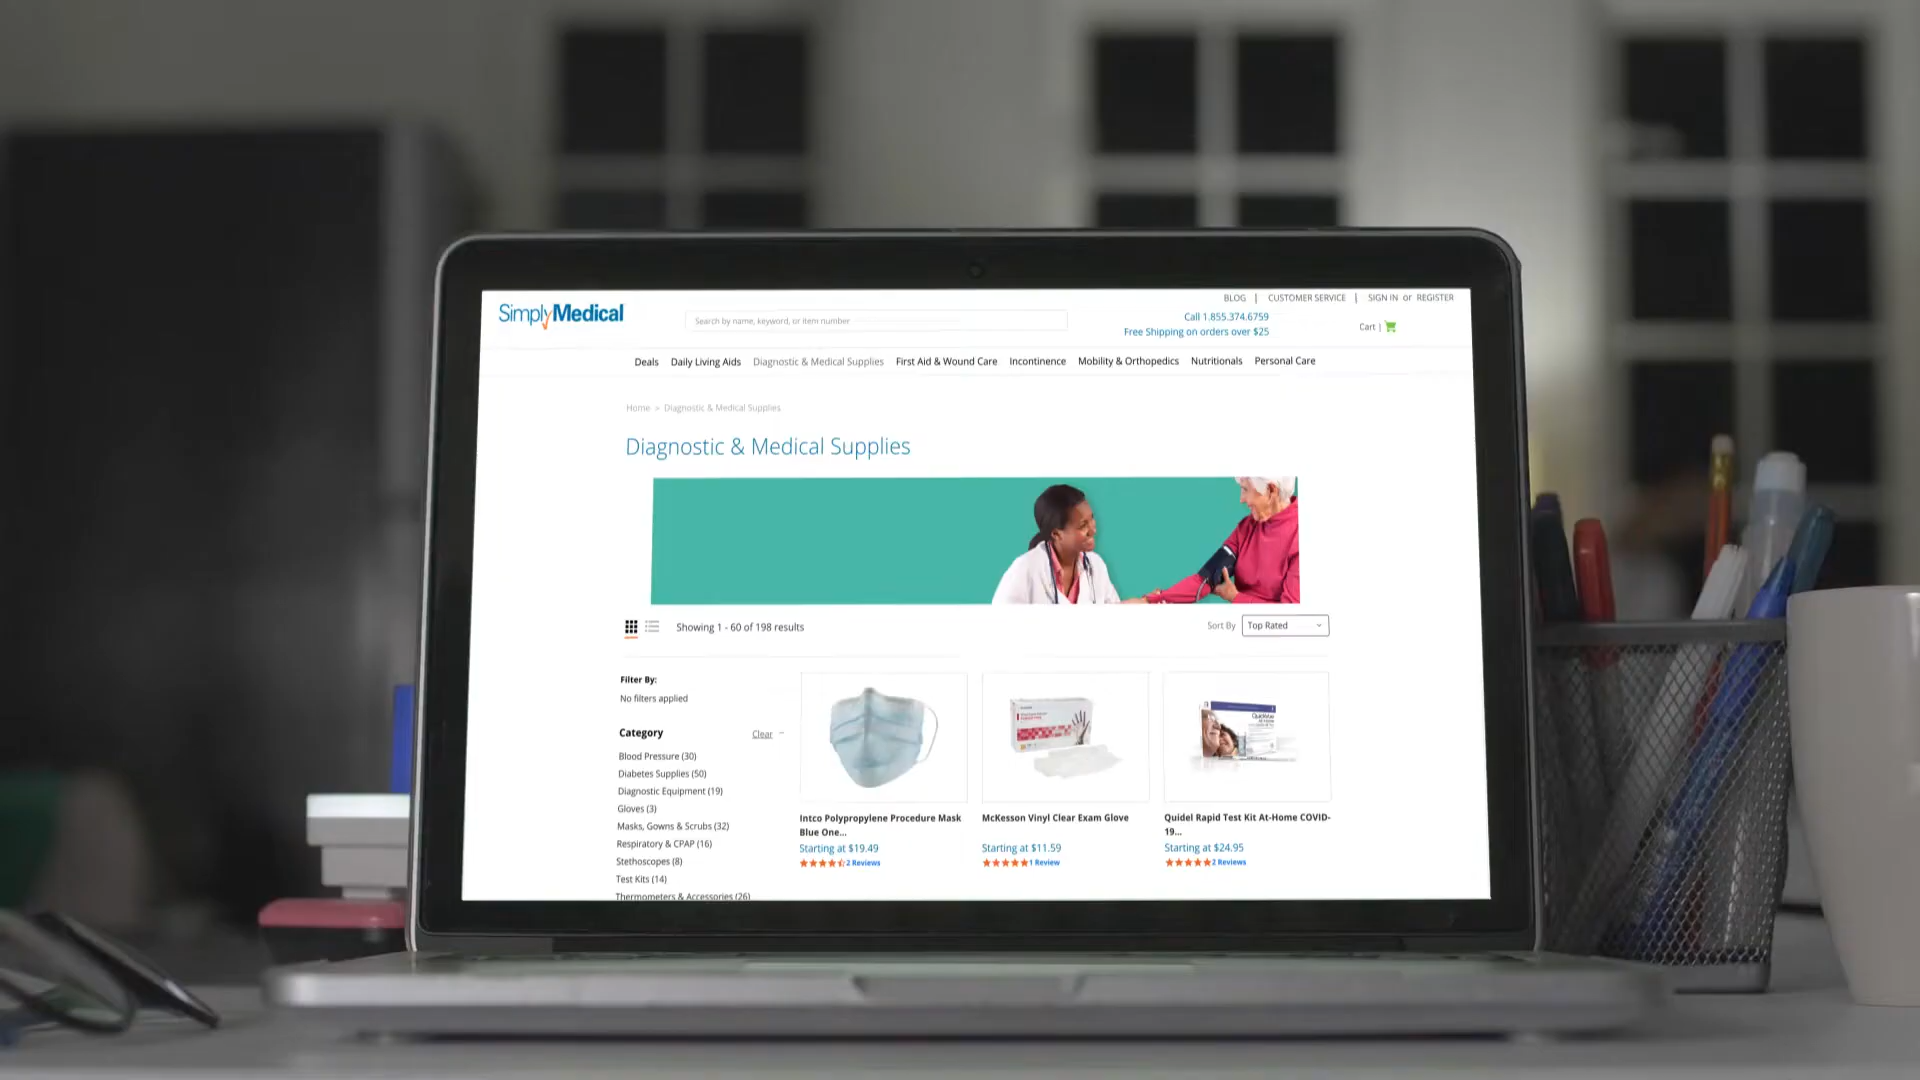 SimplyMedical
Search by name, keyword, or item number
BLOG | CUSTOMER SERVICE | SIGN IN or REGISTER
Call 1.855.374.6759
Free Shipping on orders over $25
Cart |
Deals Daily Living Aids Diagnostic & Medical Supplies First Aid & Wound Care Incontinence Mobility & Orthopedics Nutritionals Personal Care
Home > Diagnostic & Medical Supplies
Diagnostic & Medical Supplies
Showing 1 - 60 of 198 results
Sort By Top Rated
Filter By:
No filters applied
Category Clear −
Blood Pressure (30)
Diabetes Supplies (50)
Diagnostic Equipment (19)
Gloves (3)
Masks, Gowns & Scrubs (32)
Respiratory & CPAP (16)
Stethoscopes (8)
Test Kits (14)
Thermometers & Accessories (26)
Intco Polypropylene Procedure Mask
Blue One...
Starting at $19.49
2 Reviews
McKesson Vinyl Clear Exam Glove
Starting at $11.59
1 Review
QuickVue
Quidel Rapid Test Kit At-Home COVID-
19...
Starting at $24.95
2 Reviews